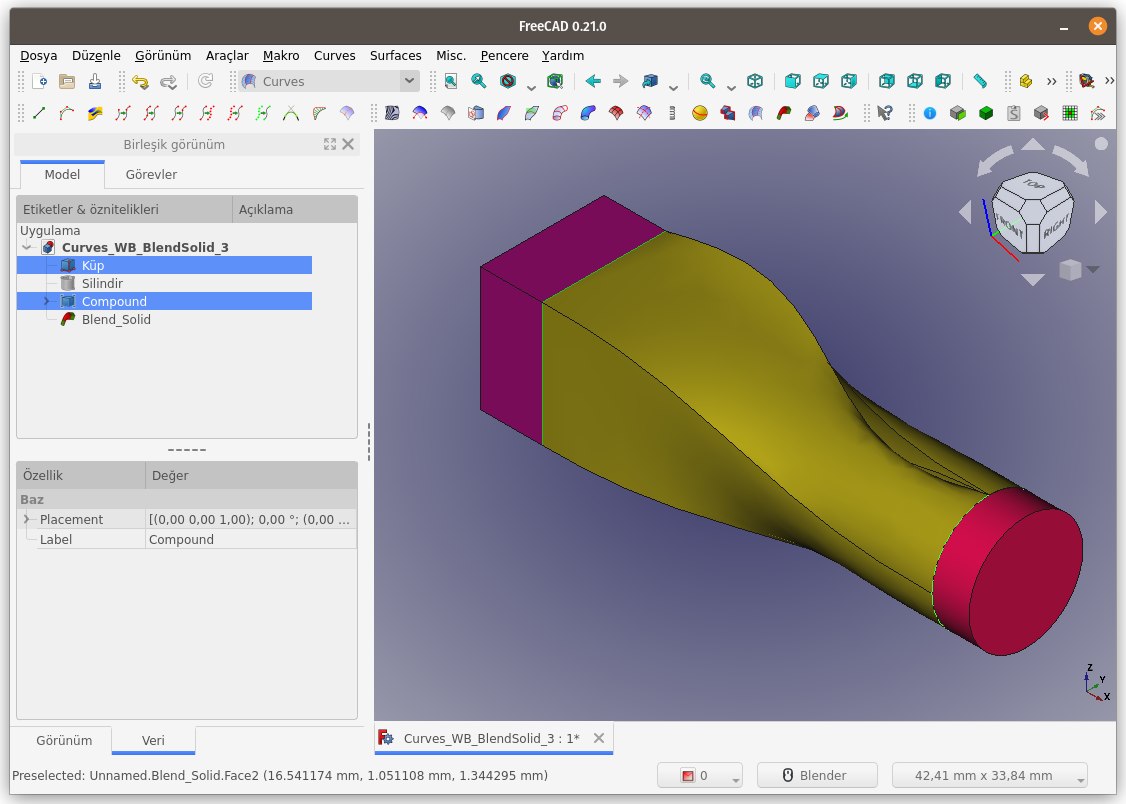 FreeCAD 0.21.0
Dosya Düzenle Görünüm Araçlar Makro Curves Surfaces Misc. Pencere Yardım
Curves
Birleşik görünüm
Model Görevler
Etiketler & öznitelikleri Açıklama
Uygulama
Curves_WB_BlendSolid_3
Küp
Silindir
Compound
Blend_Solid
Özellik Değer
Baz
Placement [(0,00 0,00 1,00); 0,00 °; (0,00 ...
Label Compound
Görünüm Veri
TOP
FRONT RIGHT
Z
Y
X
Curves_WB_BlendSolid_3 : 1*
Preselected: Unnamed.Blend_Solid.Face2 (16.541174 mm, 1.051108 mm, 1.344295 mm) 0 Blender 42,41 mm x 33,84 mm